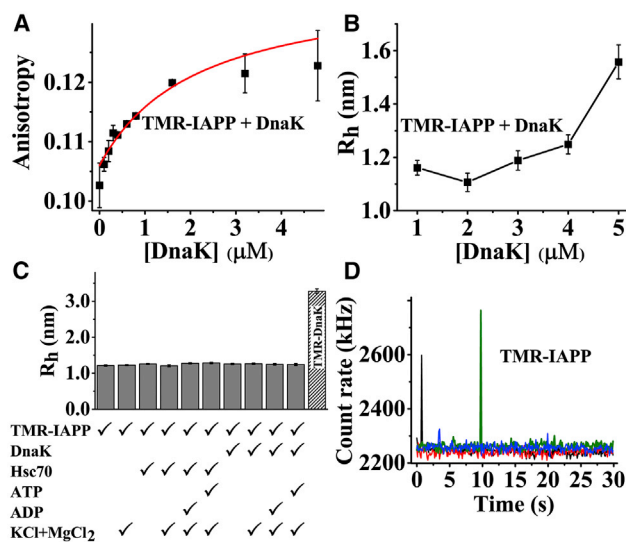 A
Anisotropy
0.12
0.11
0.10
TMR-IAPP + DnaK
0 1 2 3 4
[DnaK] (μM)
B
Rh (nm)
1.6
1.4
1.2
1.0
TMR-IAPP + DnaK
1 2 3 4 5
[DnaK] (μM)
C
Rh (nm)
3.0
2.0
1.0
0.0
TMR-DnaK
TMR-IAPP ✓ ✓ ✓ ✓ ✓ ✓ ✓ ✓ ✓ ✓
DnaK ✓ ✓ ✓ ✓
Hsc70 ✓ ✓ ✓ ✓
ATP ✓ ✓
ADP ✓ ✓
KCl+MgCl2 ✓ ✓ ✓ ✓ ✓ ✓ ✓
D
Count rate (kHz)
2600
2400
2200
TMR-IAPP
0 5 10 15 20 25 30
Time (s)